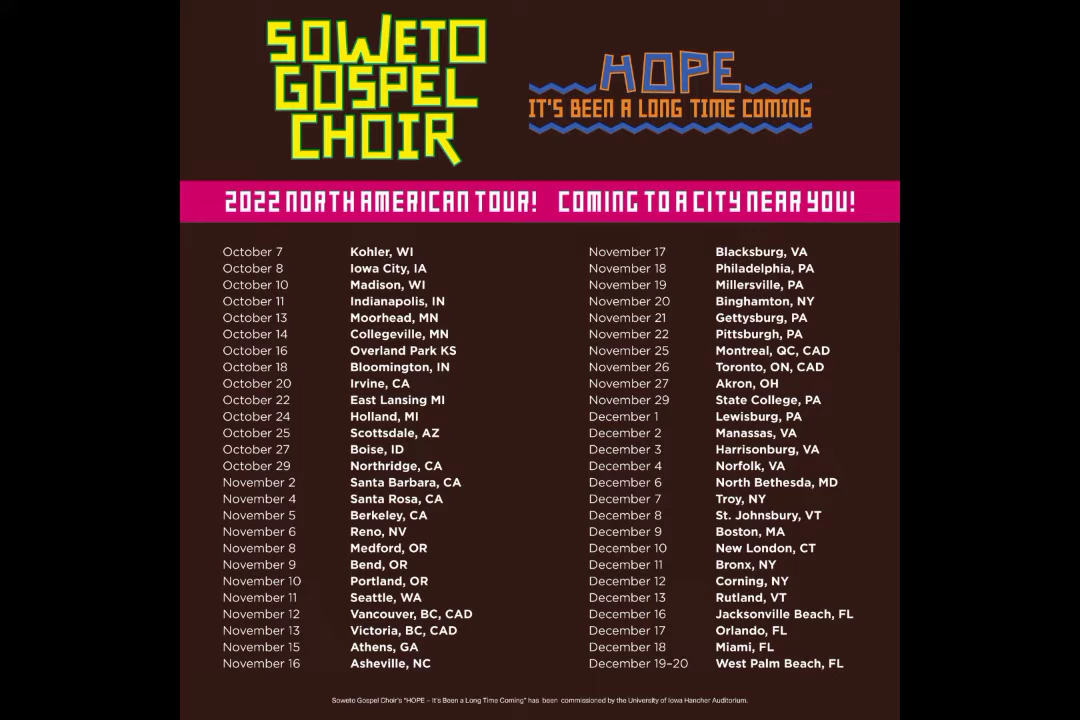 SOWETO
GOSPEL
CHOIR
HOPE
IT'S BEEN A LONG TIME COMING
2022 NORTH AMERICAN TOUR! COMING TO A CITY NEAR YOU!
October 7 Kohler, WI
October 8 Iowa City, IA
October 10 Madison, WI
October 11 Indianapolis, IN
October 13 Moorhead, MN
October 14 Collegeville, MN
October 16 Overland Park KS
October 18 Bloomington, IN
October 20 Irvine, CA
October 22 East Lansing MI
October 24 Holland, MI
October 25 Scottsdale, AZ
October 27 Boise, ID
October 29 Northridge, CA
November 2 Santa Barbara, CA
November 4 Santa Rosa, CA
November 5 Berkeley, CA
November 6 Reno, NV
November 8 Medford, OR
November 9 Bend, OR
November 10 Portland, OR
November 11 Seattle, WA
November 12 Vancouver, BC, CAD
November 13 Victoria, BC, CAD
November 15 Athens, GA
November 16 Asheville, NC
November 17 Blacksburg, VA
November 18 Philadelphia, PA
November 19 Millersville, PA
November 20 Binghamton, NY
November 21 Gettysburg, PA
November 22 Pittsburgh, PA
November 25 Montreal, QC, CAD
November 26 Toronto, ON, CAD
November 27 Akron, OH
November 29 State College, PA
December 1 Lewisburg, PA
December 2 Manassas, VA
December 3 Harrisonburg, VA
December 4 Norfolk, VA
December 6 North Bethesda, MD
December 7 Troy, NY
December 8 St. Johnsbury, VT
December 9 Boston, MA
December 10 New London, CT
December 11 Bronx, NY
December 12 Corning, NY
December 13 Rutland, VT
December 16 Jacksonville Beach, FL
December 17 Orlando, FL
December 18 Miami, FL
December 19–20 West Palm Beach, FL
Soweto Gospel Choir's "HOPE – It's Been a Long Time Coming" has been commissioned by the University of Iowa Hancher Auditorium.